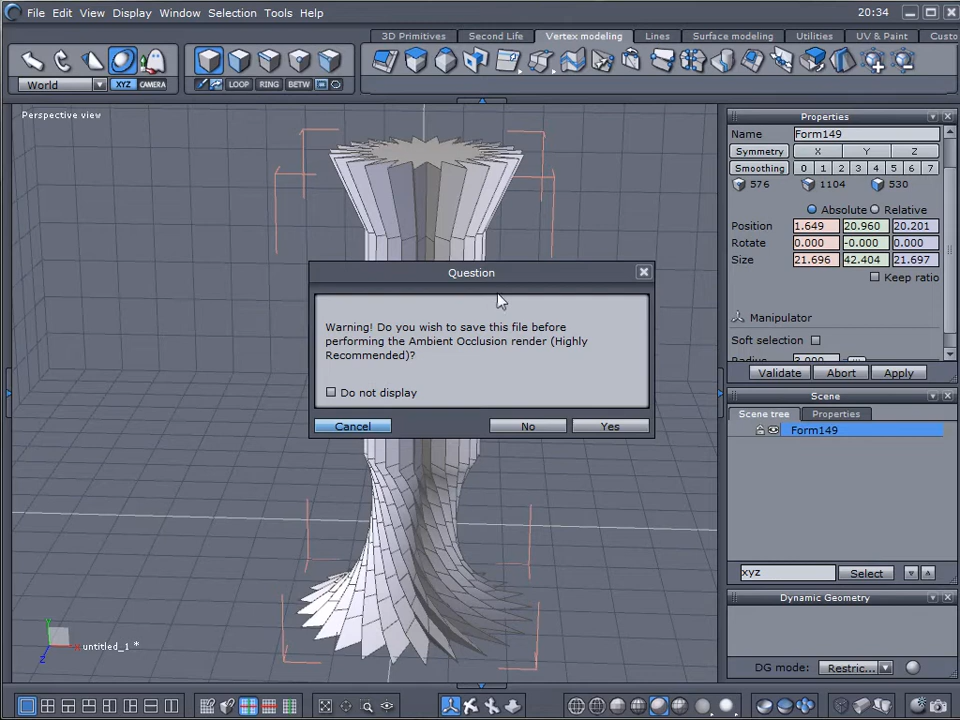 File Edit View Display Window Selection Tools Help
20:34
3D Primitives Second Life Vertex modeling Lines Surface modeling Utilities UV & Paint Custo
World XYZ CAMERA LOOP RING BETW
Perspective view
Properties
Name Form149
Symmetry X Y Z
Smoothing 0 1 2 3 4 5 6 7
576 1104 530
Absolute Relative
Position 1.649 20.960 20.201
Rotate 0.000 -0.000 0.000
Size 21.696 42.404 21.697
Keep ratio
Manipulator
Soft selection
Radius 3.000
Validate Abort Apply
Question
Warning! Do you wish to save this file before
performing the Ambient Occlusion render (Highly
Recommended)?
Do not display
Cancel No Yes
Scene
Scene tree Properties
Form149
xyz Select
Dynamic Geometry
DG mode: Restric...
Y
Z
untitled_1 *